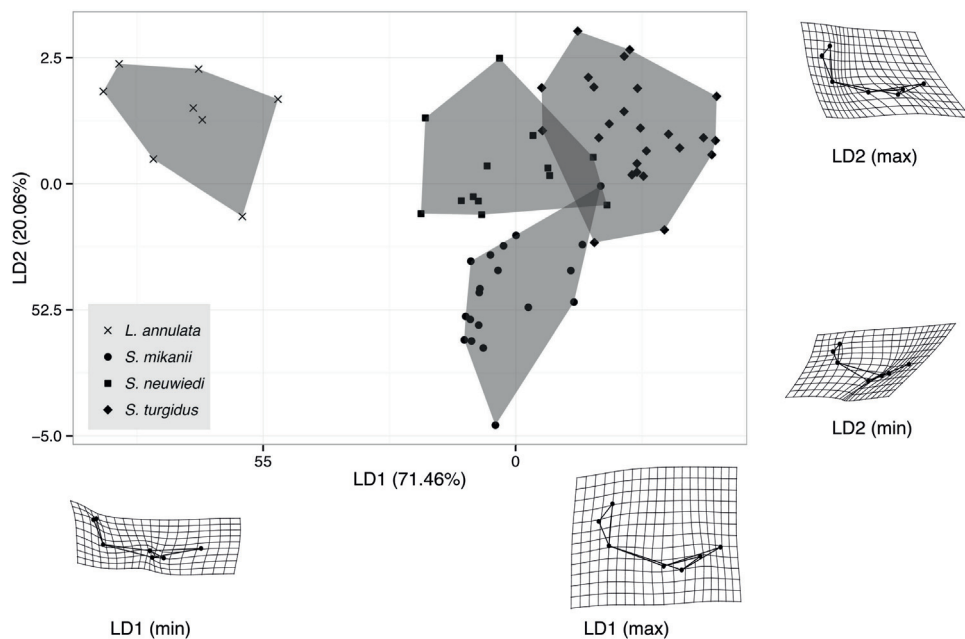 2.5
0.0
52.5
−5.0
LD2 (20.06%)
L. annulata
S. mikanii
S. neuwiedi
S. turgidus
55
0
LD1 (71.46%)
LD2 (max)
LD2 (min)
LD1 (min)
LD1 (max)